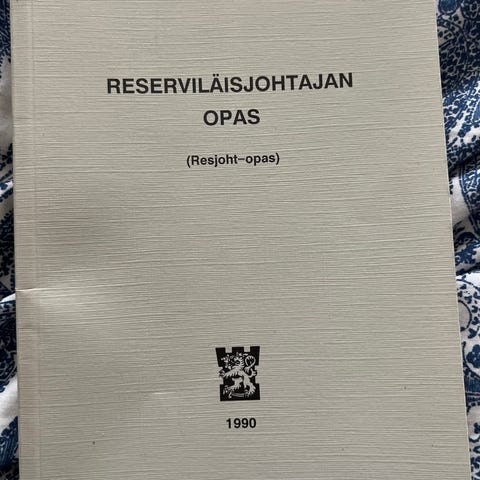 RESERVILÄISJOHTAJAN
OPAS
(Resjoht-opas)
1990